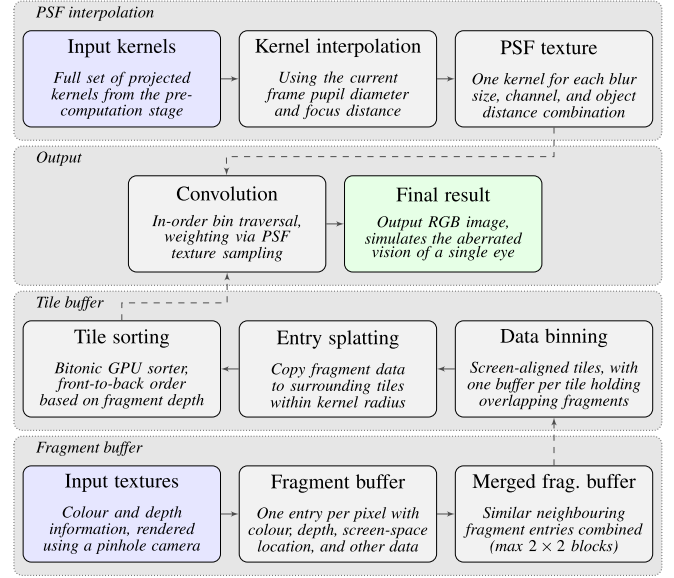 PSF interpolation
Input kernels
Full set of projected
kernels from the pre-
computation stage
Kernel interpolation
Using the current
frame pupil diameter
and focus distance
PSF texture
One kernel for each blur
size, channel, and object
distance combination
Output
Convolution
In-order bin traversal,
weighting via PSF
texture sampling
Final result
Output RGB image,
simulates the aberrated
vision of a single eye
Tile buffer
Tile sorting
Bitonic GPU sorter,
front-to-back order
based on fragment depth
Entry splatting
Copy fragment data
to surrounding tiles
within kernel radius
Data binning
Screen-aligned tiles, with
one buffer per tile holding
overlapping fragments
Fragment buffer
Input textures
Colour and depth
information, rendered
using a pinhole camera
Fragment buffer
One entry per pixel with
colour, depth, screen-space
location, and other data
Merged frag. buffer
Similar neighbouring
fragment entries combined
(max 2 × 2 blocks)